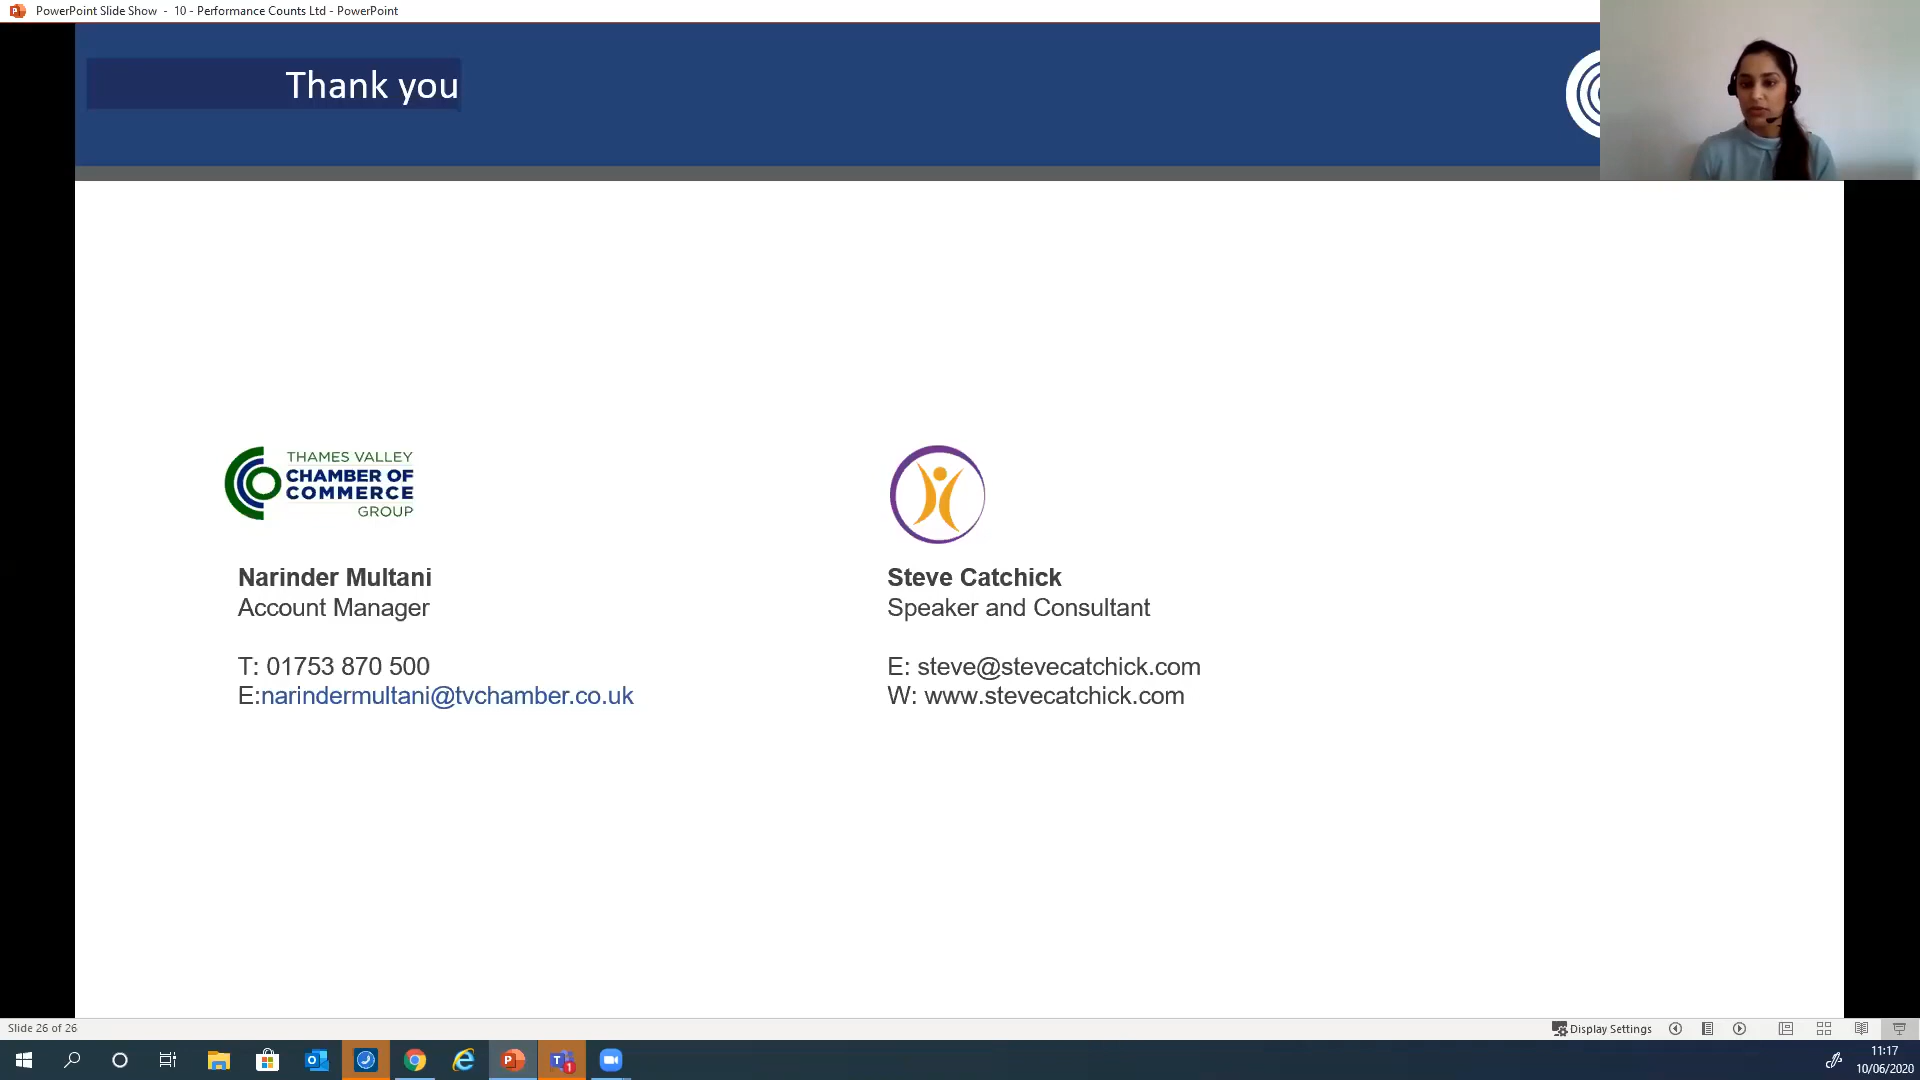 PowerPoint Slide Show - 10 - Performance Counts Ltd - PowerPoint
Thank you
THAMES VALLEY
CHAMBER OF
COMMERCE
GROUP
Narinder Multani
Account Manager
T: 01753 870 500
E:narindermultani@tvchamber.co.uk
Steve Catchick
Speaker and Consultant
E: steve@stevecatchick.com
W: www.stevecatchick.com
Slide 26 of 26
Display Settings
1
11:17
10/06/2020